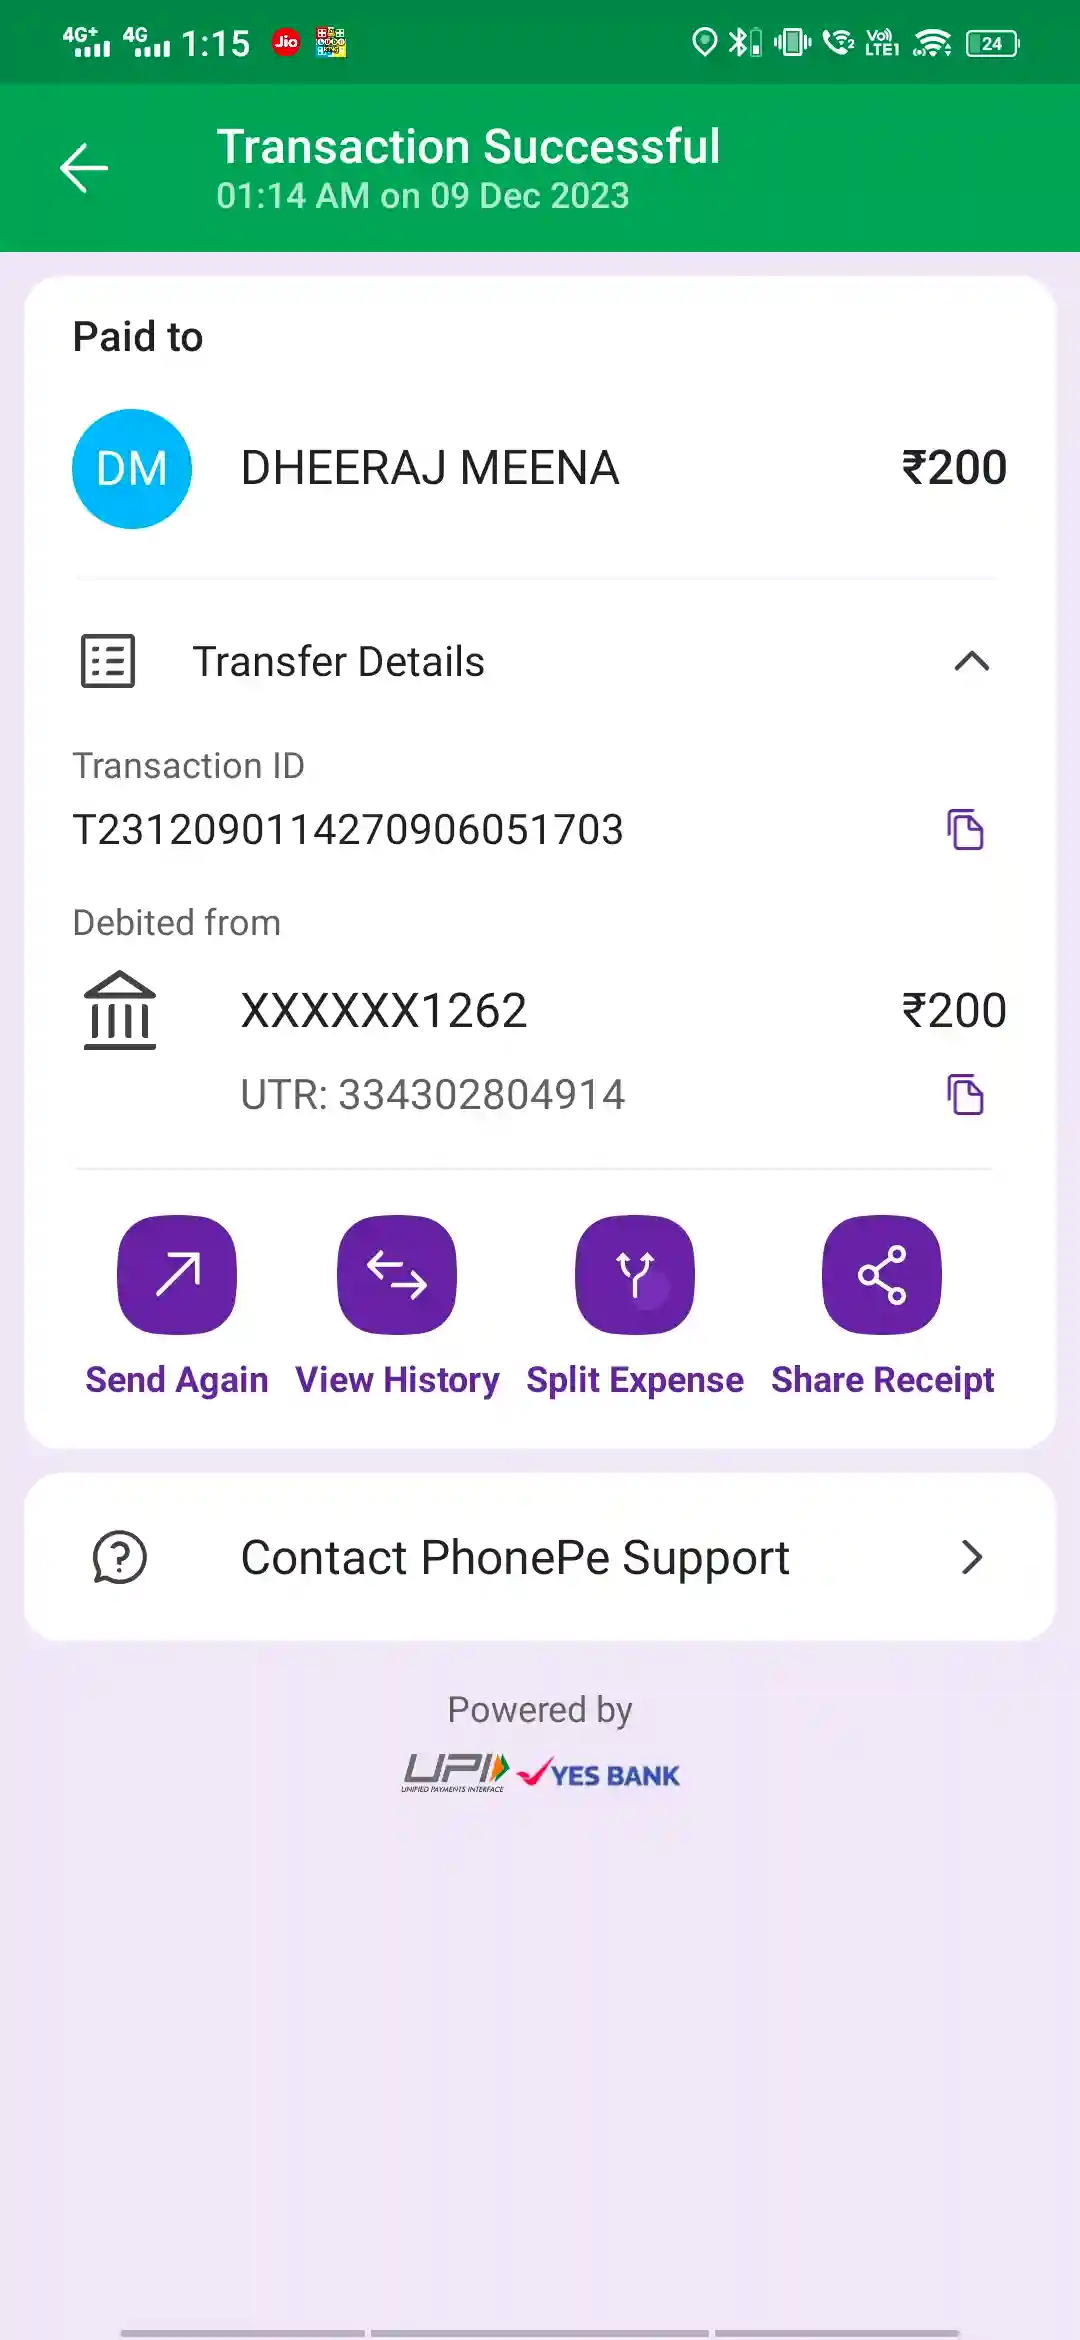 4G+ 4G 1:15 Jio VoD LTE1 24
Transaction Successful
01:14 AM on 09 Dec 2023
Paid to
DM DHEERAJ MEENA ₹200
Transfer Details
Transaction ID
T2312090114270906051703
Debited from
XXXXXX1262 ₹200
UTR: 334302804914
Send Again View History Split Expense Share Receipt
Contact PhonePe Support
Powered by
UPI YES BANK
UNIFIED PAYMENTS INTERFACE